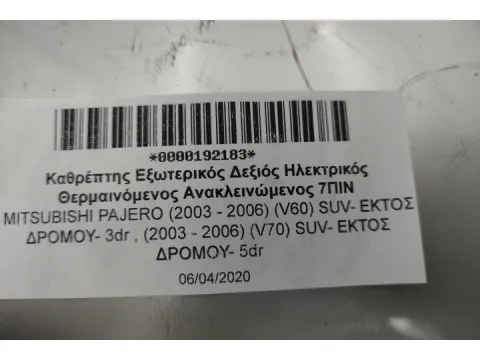 *0000192183*
Καθρέπτης Εξωτερικός Δεξιός Ηλεκτρικός
Θερμαινόμενος Ανακλεινώμενος 7ΠΙΝ
MITSUBISHI PAJERO (2003 - 2006) (V60) SUV- ΕΚΤΟΣ
ΔΡΟΜΟΥ- 3dr , (2003 - 2006) (V70) SUV- ΕΚΤΟΣ
ΔΡΟΜΟΥ- 5dr
06/04/2020